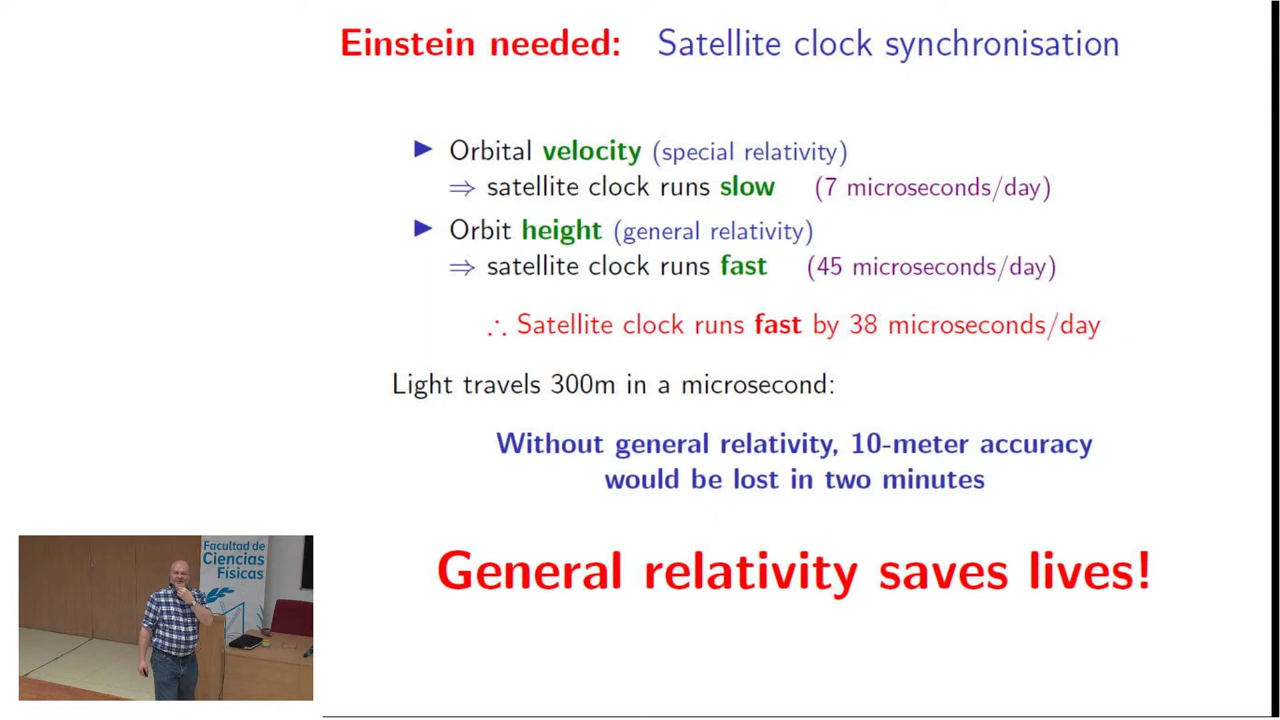 Einstein needed: Satellite clock synchronisation
▶ Orbital velocity (special relativity)
⇒ satellite clock runs slow (7 microseconds/day)
▶ Orbit height (general relativity)
⇒ satellite clock runs fast (45 microseconds/day)
∴ Satellite clock runs fast by 38 microseconds/day
Light travels 300m in a microsecond:
Without general relativity, 10-meter accuracy
would be lost in two minutes
General relativity saves lives!
Facultad de
Ciencias
Físicas